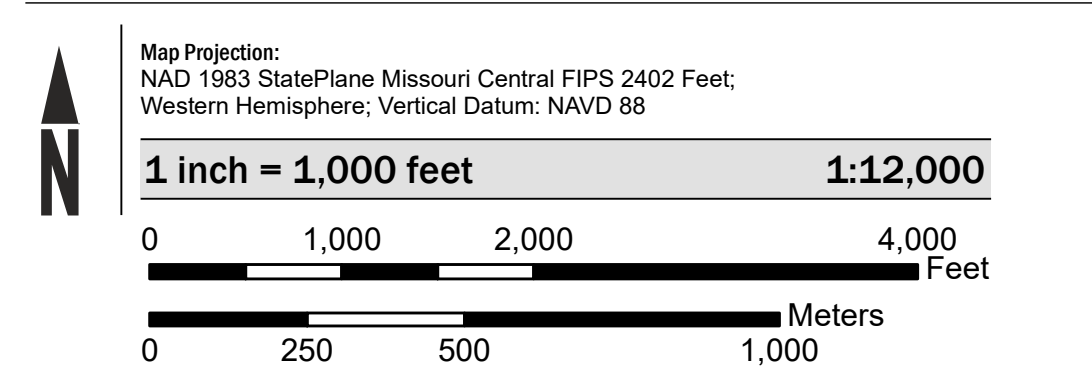 Map Projection:
NAD 1983 StatePlane Missouri Central FIPS 2402 Feet;
Western Hemisphere; Vertical Datum: NAVD 88
N
1 inch = 1,000 feet 1:12,000
0 1,000 2,000 4,000
Feet
Meters
0 250 500 1,000